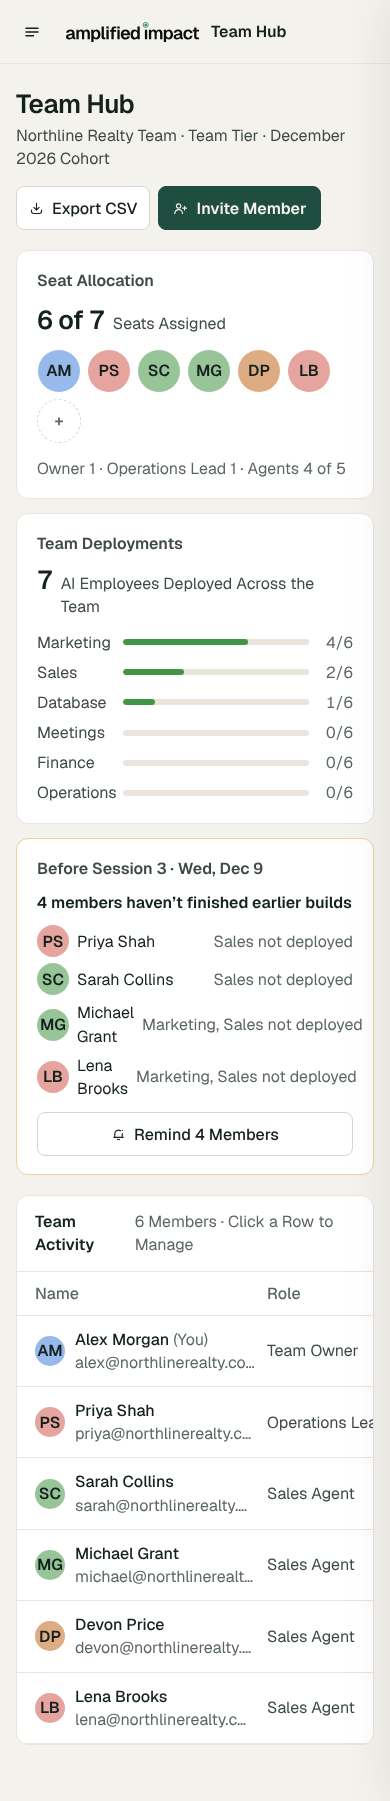 amplified impact Team Hub
Team Hub
Northline Realty Team · Team Tier · December
2026 Cohort
Export CSV
Invite Member
Seat Allocation
6 of 7 Seats Assigned
AM PS SC MG DP LB
+
Owner 1 · Operations Lead 1 · Agents 4 of 5
Team Deployments
7 AI Employees Deployed Across the
Team
Marketing 4/6
Sales 2/6
Database 1/6
Meetings 0/6
Finance 0/6
Operations 0/6
Before Session 3 · Wed, Dec 9
4 members haven't finished earlier builds
PS Priya Shah Sales not deployed
SC Sarah Collins Sales not deployed
MG Michael Grant Marketing, Sales not deployed
LB Lena Brooks Marketing, Sales not deployed
Remind 4 Members
Team Activity
6 Members · Click a Row to
Manage
Name Role
AM Alex Morgan (You) Team Owner
alex@northlinerealty.co...
PS Priya Shah Operations Lea
priya@northlinerealty.c...
SC Sarah Collins Sales Agent
sarah@northlinerealty....
MG Michael Grant Sales Agent
michael@northlinerealt...
DP Devon Price Sales Agent
devon@northlinerealty....
LB Lena Brooks Sales Agent
lena@northlinerealty.c...